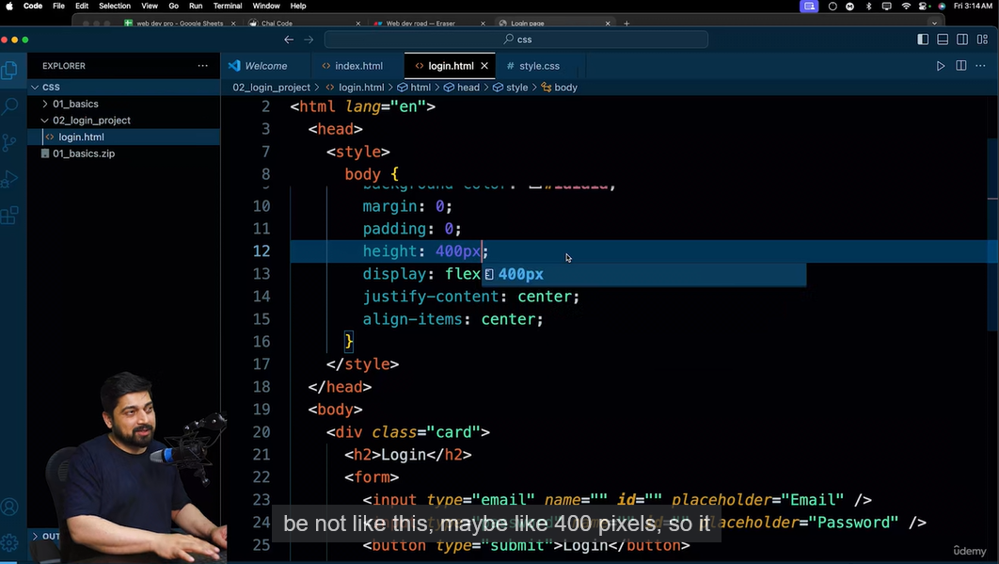 Code File Edit Selection View Go Run Terminal Window Help Fri 3:14 AM
web dev pro - Google Sheets × Chai Code × Web dev road — Eraser × Login page ×
css
EXPLORER ··· Welcome index.html login.html × style.css ···
CSS 02_login_project > login.html > html > head > style > body
01_basics
02_login_project
login.html
01_basics.zip
2 <html lang="en">
3 <head>
7 <style>
8 body {
10 margin: 0;
11 padding: 0;
12 height: 400px;
13 display: flex 400px
14 justify-content: center;
15 align-items: center;
16 }
17 </style>
18 </head>
19 <body>
20 <div class="card">
21 <h2>Login</h2>
22 <form>
23 <input type="email" name="" id="" placeholder="Email" />
24 placeholder="Password" />
be not like this, maybe like 400 pixels, so it
25 <button type="submit">Login</button>
OUT
ûdemy